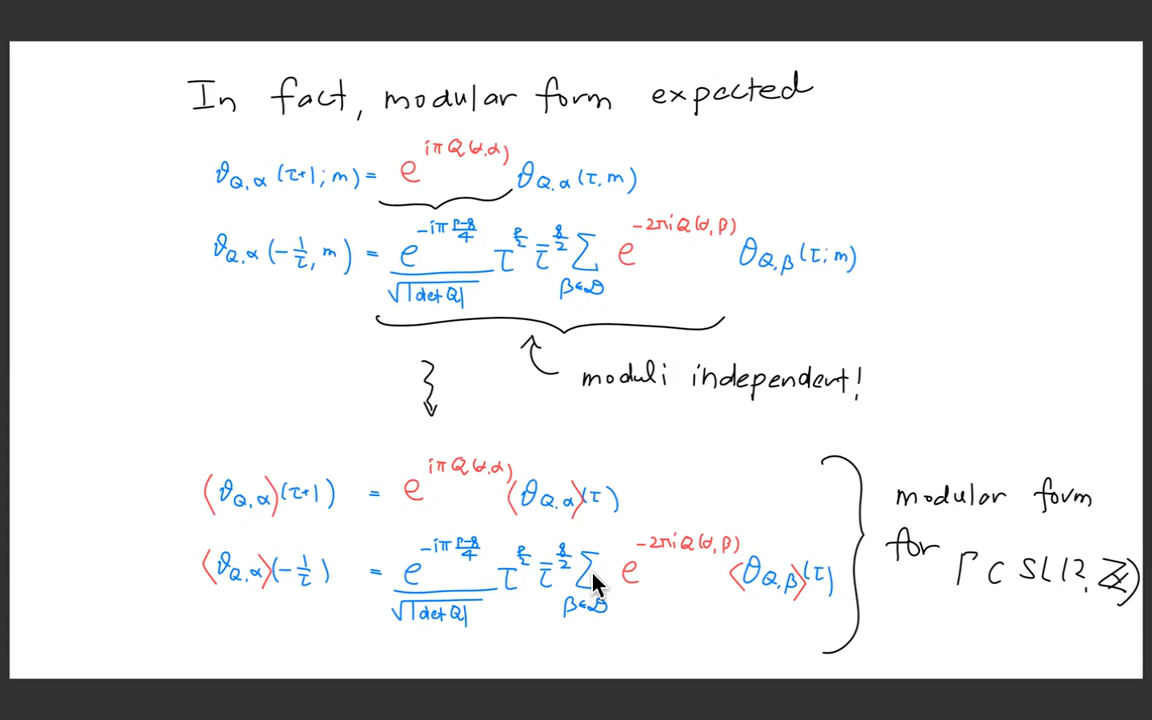 In fact, modular form expected
ϑ_{Q,α}(τ+1; m) = e^{iπQ(α,α)} ϑ_{Q,α}(τ,m)
ϑ_{Q,α}(-1/τ, m) = e^{-iπ(p-q)/4}/√|det Q| τ^{p/2} τ̄^{q/2} Σ_{β∈𝒟} e^{-2πiQ(α,β)} ϑ_{Q,β}(τ;m)
moduli independent!
⟨ϑ_{Q,α}⟩(τ+1) = e^{iπQ(α,α)} ⟨ϑ_{Q,α}⟩(τ)
⟨ϑ_{Q,α}⟩(-1/τ) = e^{-iπ(p-q)/4}/√|det Q| τ^{p/2} τ̄^{q/2} Σ_{β∈𝒟} e^{-2πiQ(α,β)} ⟨ϑ_{Q,β}⟩(τ)
modular form
for Γ ⊂ SL(2,ℤ)